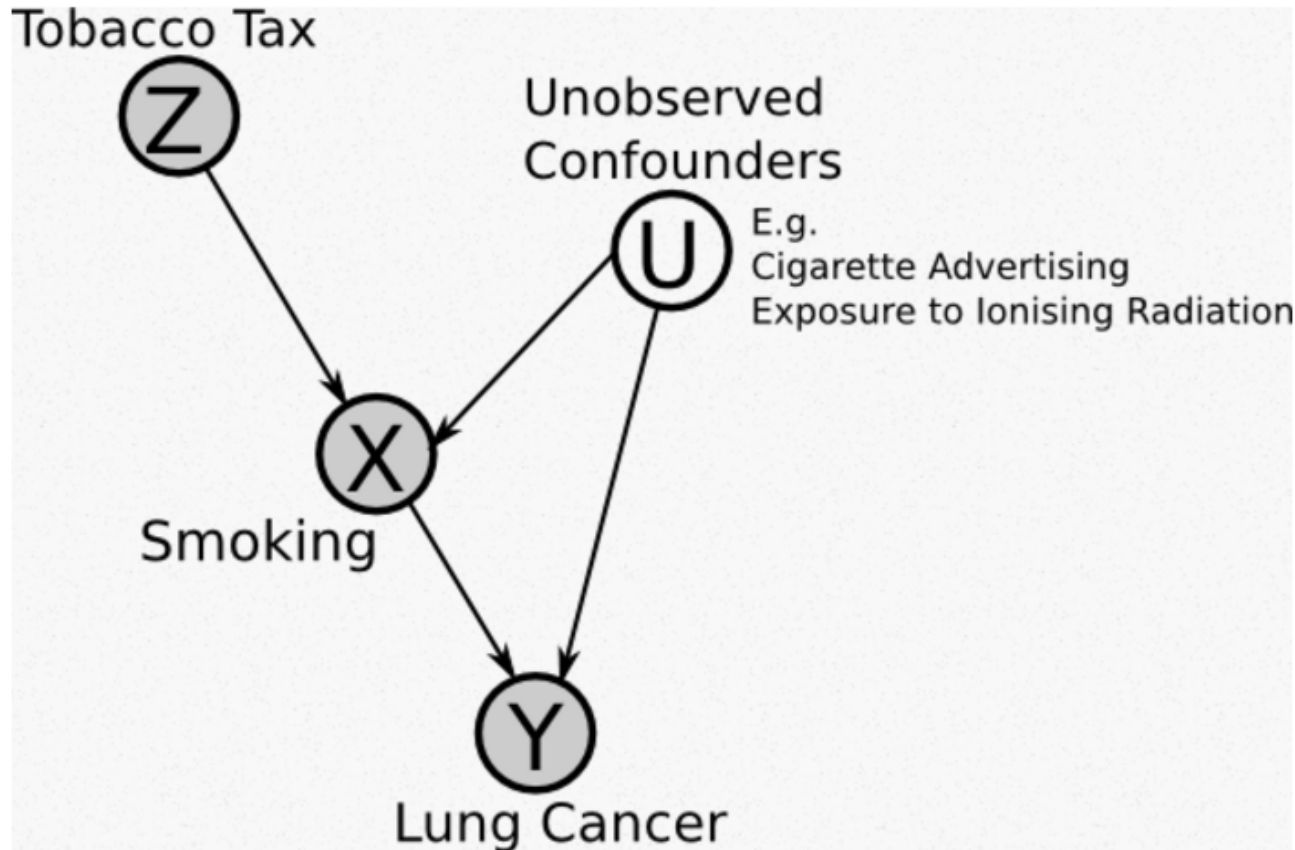 Tobacco Tax
Z
Unobserved
Confounders
U
E.g.
Cigarette Advertising
Exposure to Ionising Radiation
X
Smoking
Y
Lung Cancer